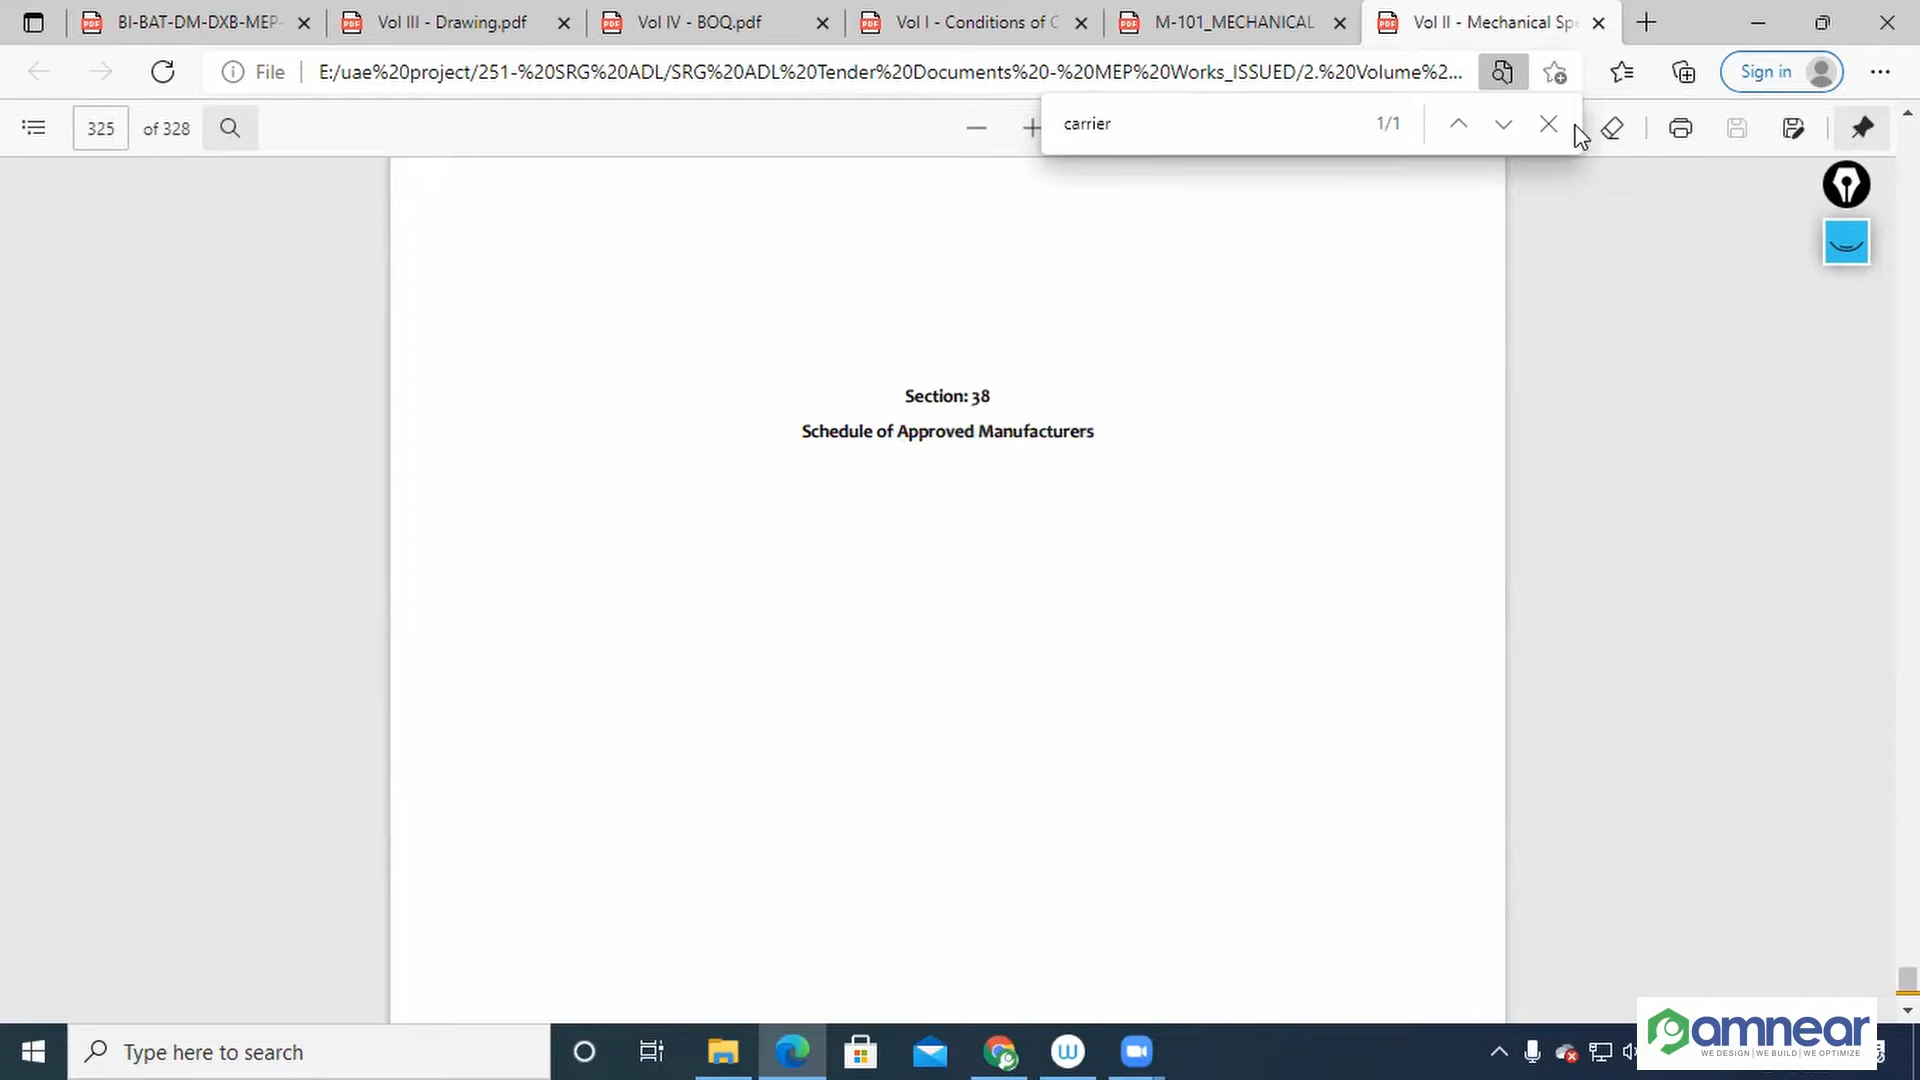 BI-BAT-DM-DXB-MEP-
Vol III - Drawing.pdf
Vol IV - BOQ.pdf
Vol I - Conditions of C
M-101_MECHANICAL
Vol II - Mechanical Spe
File
E:/uae%20project/251-%20SRG%20ADL/SRG%20ADL%20Tender%20Documents%20-%20MEP%20Works_ISSUED/2.%20Volume%2...
Sign in
325 of 328
carrier
1/1
Section: 38
Schedule of Approved Manufacturers
Type here to search
amnear
WE DESIGN | WE BUILD | WE OPTIMIZE